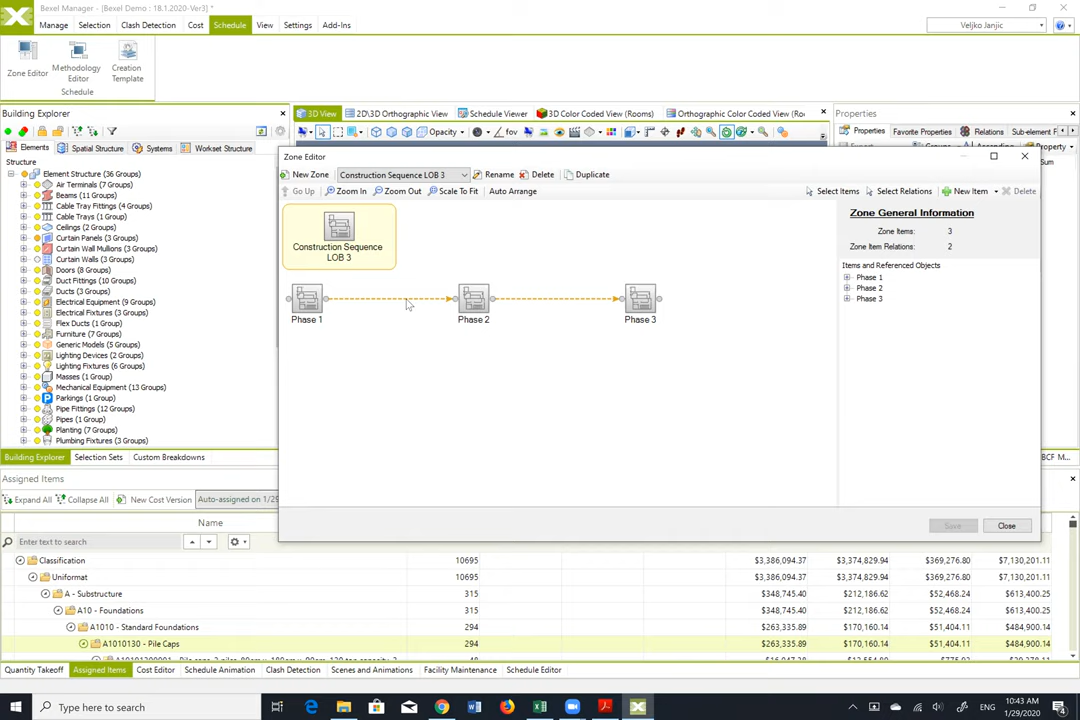 Bexel Manager - Bexel Demo : 18.1.2020-Ver3] *
Manage Selection Clash Detection Cost Schedule View Settings Add-Ins
Veljko Janjic
Zone Editor Methodology Editor Creation Template
Schedule
Building Explorer
3D View 2D\3D Orthographic View Schedule Viewer 3D Color Coded View (Rooms) Orthographic Color Coded View (Ro
Properties
Opacity fov
Properties Favorite Properties Relations Sub-element P
Elements Spatial Structure Systems Workset Structure
Structure
Element Structure (36 Groups)
Air Terminals (7 Groups)
Beams (11 Groups)
Cable Tray Fittings (4 Groups)
Cable Trays (1 Group)
Ceilings (2 Groups)
Curtain Panels (3 Groups)
Curtain Wall Mullions (3 Groups)
Curtain Walls (3 Groups)
Doors (8 Groups)
Duct Fittings (10 Groups)
Ducts (3 Groups)
Electrical Equipment (9 Groups)
Electrical Fixtures (3 Groups)
Flex Ducts (1 Group)
Furniture (7 Groups)
Generic Models (5 Groups)
Lighting Devices (2 Groups)
Lighting Fixtures (6 Groups)
Masses (1 Group)
Mechanical Equipment (13 Groups)
Parkings (1 Group)
Pipe Fittings (12 Groups)
Pipes (1 Group)
Planting (7 Groups)
Plumbing Fixtures (3 Groups)
Building Explorer Selection Sets Custom Breakdowns
Zone Editor
New Zone Construction Sequence LOB 3 Rename Delete Duplicate
Go Up Zoom In Zoom Out Scale To Fit Auto Arrange
Select Items Select Relations New Item Delete
Construction Sequence
LOB 3
Phase 1 Phase 2 Phase 3
Zone General Information
Zone Items: 3
Zone Item Relations: 2
Items and Referenced Objects
Phase 1
Phase 2
Phase 3
Save Close
Property
Sum
BCF M...
Assigned Items
Expand All Collapse All New Cost Version Auto-assigned on 1/29
Name
Enter text to search
Classification 10695 $3,386,094.37 $3,374,829.94 $369,276.80 $7,130,201.11
Uniformat 10695 $3,386,094.37 $3,374,829.94 $369,276.80 $7,130,201.11
A - Substructure 315 $348,745.40 $212,186.62 $52,468.24 $613,400.24
A10 - Foundations 315 $348,745.40 $212,186.62 $52,468.24 $613,400.24
A1010 - Standard Foundations 294 $263,335.89 $170,160.14 $51,404.14 $484,900.14
A1010130 - Pile Caps 294 $263,335.89 $170,160.14 $51,404.14 $484,900.14
Quantity Takeoff Assigned Items Cost Editor Schedule Animation Clash Detection Scenes and Animations Facility Maintenance Schedule Editor
Type here to search
ENG
10:43 AM
1/29/2020
4